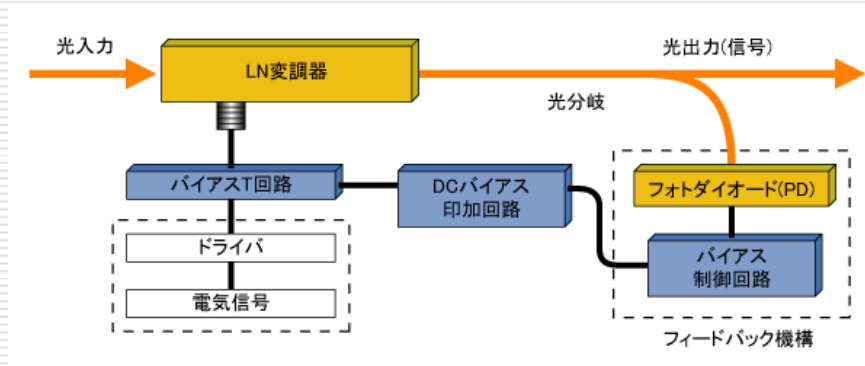 光入力
LN変調器
光出力(信号)
光分岐
バイアスT回路
DCバイアス
印加回路
フォトダイオード(PD)
ドライバ
バイアス
制御回路
電気信号
フィードバック機構